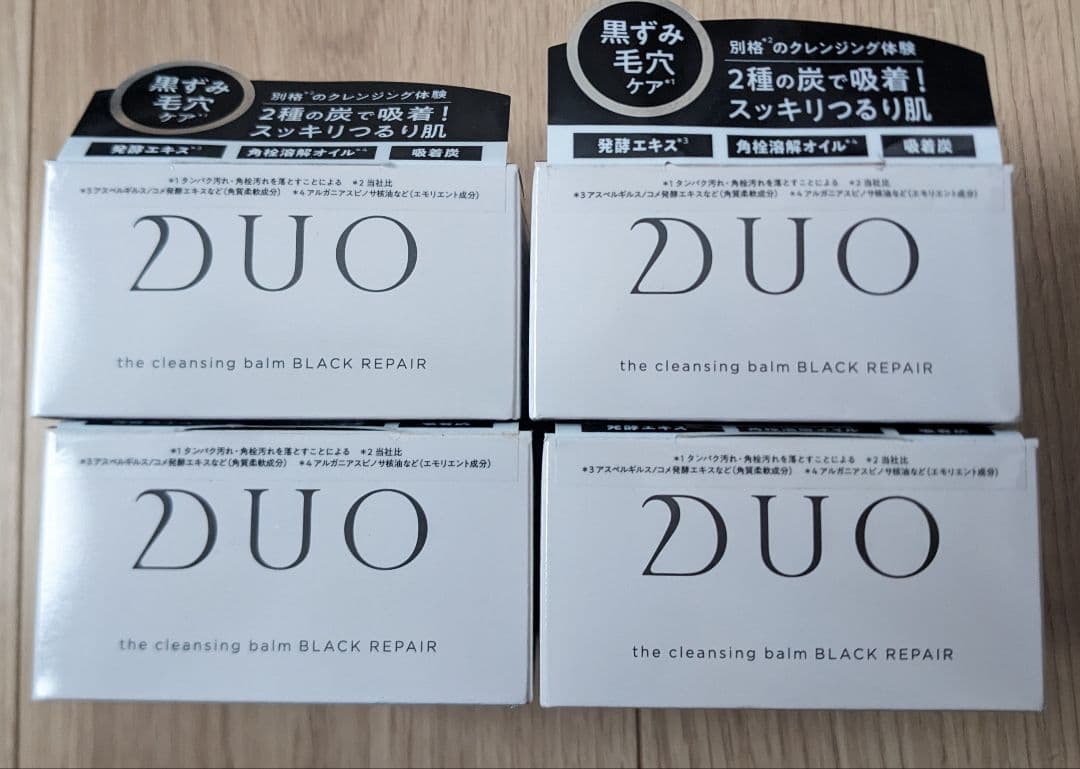 黒ずみ
毛穴
ケア*1
別格*2のクレンジング体験
2種の炭で吸着!
スッキリつるり肌
発酵エキス*3
角栓溶解オイル*4
吸着炭
*1 タンパク汚れ・角栓汚れを落とすことによる *2 当社比
*3 アスペルギルス/コメ発酵エキスなど(角質柔軟成分) *4 アルガニアスピノサ核油など(エモリエント成分)
DUO
the cleansing balm BLACK REPAIR
黒ずみ
毛穴
ケア*1
別格*2のクレンジング体験
2種の炭で吸着!
スッキリつるり肌
発酵エキス*3
角栓溶解オイル*4
吸着炭
*1 タンパク汚れ・角栓汚れを落とすことによる *2 当社比
*3 アスペルギルス/コメ発酵エキスなど(角質柔軟成分) *4 アルガニアスピノサ核油など(エモリエント成分)
DUO
the cleansing balm BLACK REPAIR
*1 タンパク汚れ・角栓汚れを落とすことによる *2 当社比
*3 アスペルギルス/コメ発酵エキスなど(角質柔軟成分) *4 アルガニアスピノサ核油など(エモリエント成分)
DUO
the cleansing balm BLACK REPAIR
発酵エキス
角栓溶解オイル
*1 タンパク汚れ・角栓汚れを落とすことによる *2 当社比
*3 アスペルギルス/コメ発酵エキスなど(角質柔軟成分) *4 アルガニアスピノサ核油など(エモリエント成分)
DUO
the cleansing balm BLACK REPAIR